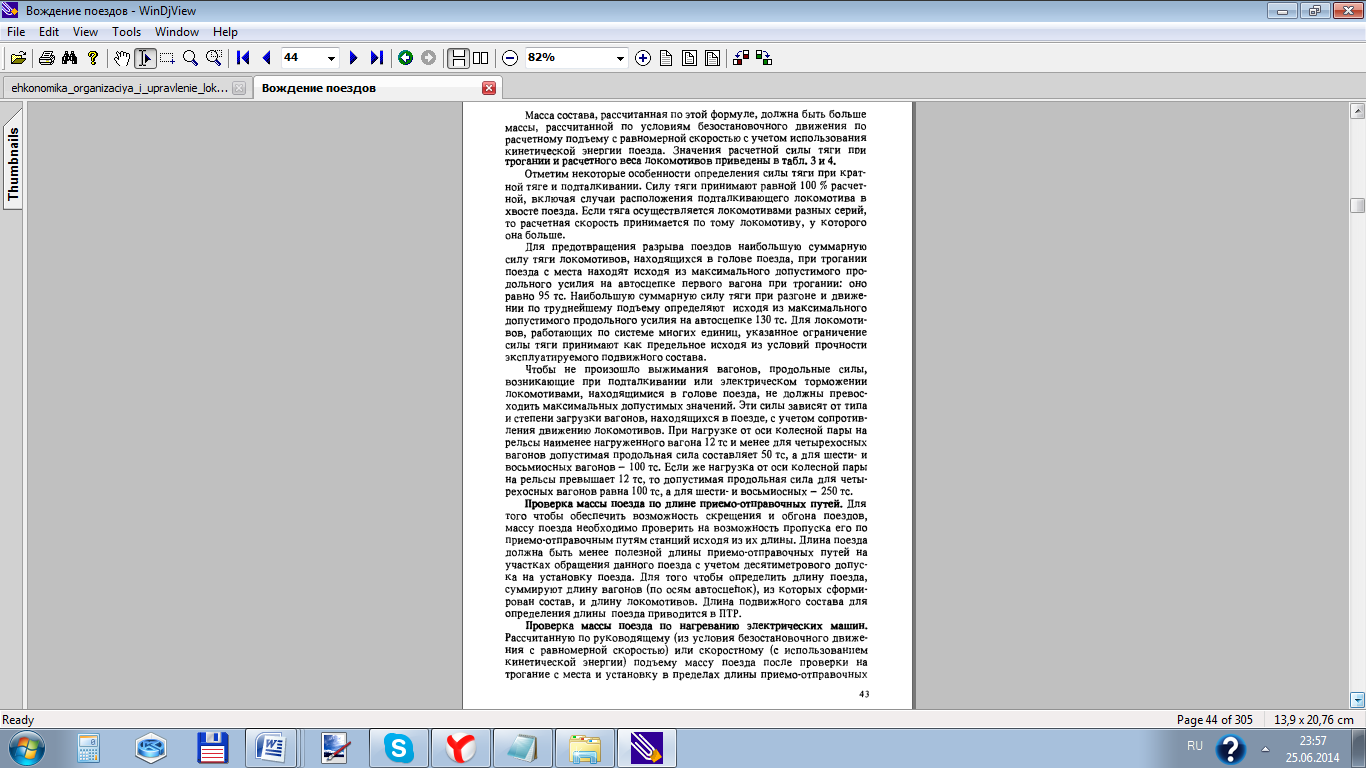 Вождение поездов - WinDjView
File Edit View Tools Window Help
44 82%
ehkonomika_organizaciya_i_upravlenie_lok... Вождение поездов
Thumbnails
Масса состава, рассчитанная по этой формуле, должна быть больше
массы, рассчитанной по условиям безостановочного движения по
расчетному подъему с равномерной скоростью с учетом использования
кинетической энергии поезда. Значения расчетной силы тяги при
трогании и расчетного веса локомотивов приведены в табл. 3 и 4.
Отметим некоторые особенности определения силы тяги при крат-
ной тяге и подталкивании. Силу тяги принимают равной 100 % расчет-
ной, включая случаи расположения подталкивающего локомотива в
хвосте поезда. Если тяга осуществляется локомотивами разных серий,
то расчетная скорость принимается по тому локомотиву, у которого
она больше.
Для предотвращения разрыва поездов наибольшую суммарную
силу тяги локомотивов, находящихся в голове поезда, при трогании
поезда с места находят исходя из максимального допустимого про-
дольного усилия на автосцепке первого вагона при трогании: оно
равно 95 тс. Наибольшую суммарную силу тяги при разгоне и движе-
нии по труднейшему подъему определяют исходя из максимального
допустимого продольного усилия на автосцепке 130 тс. Для локомоти-
вов, работающих по системе многих единиц, указанное ограничение
силы тяги принимают как предельное исходя из условий прочности
эксплуатируемого подвижного состава.
Чтобы не произошло выжимания вагонов, продольные силы,
возникающие при подталкивании или электрическом торможении
локомотивами, находящимися в голове поезда, не должны превос-
ходить максимальных допустимых значений. Эти силы зависят от типа
и степени загрузки вагонов, находящихся в поезде, с учетом сопротив-
ления движению локомотивов. При нагрузке от оси колесной пары на
рельсы наименее нагруженного вагона 12 тс и менее для четырехосных
вагонов допустимая продольная сила составляет 50 тс, а для шести- и
восьмиосных вагонов – 100 тс. Если же нагрузка от оси колесной пары
на рельсы превышает 12 тс, то допустимая продольная сила для четы-
рехосных вагонов равна 100 тс, а для шести- и восьмиосных – 250 тс.
Проверка массы поезда по длине приемо-отправочных путей. Для
того чтобы обеспечить возможность скрещения и обгона поездов,
массу поезда необходимо проверить на возможность пропуска его по
приемо-отправочным путям станций исходя из их длины. Длина поезда
должна быть менее полезной длины приемо-отправочных путей на
участках обращения данного поезда с учетом десятиметрового допус-
ка на установку поезда. Для того чтобы определить длину поезда,
суммируют длину вагонов (по осям автосцепок), из которых сформи-
рован состав, и длину локомотивов. Длина подвижного состава для
определения длины поезда приводится в ПТР.
Проверка массы поезда по нагреванию электрических машин.
Рассчитанную по руководящему (из условия безостановочного движе-
ния с равномерной скоростью) или скоростному (с использованием
кинетической энергии) подъему массу поезда после проверки на
трогание с места и установку в пределах длины приемо-отправочных
43
Ready Page 44 of 305 13,9 x 20,76 cm
RU 23:57
25.06.2014